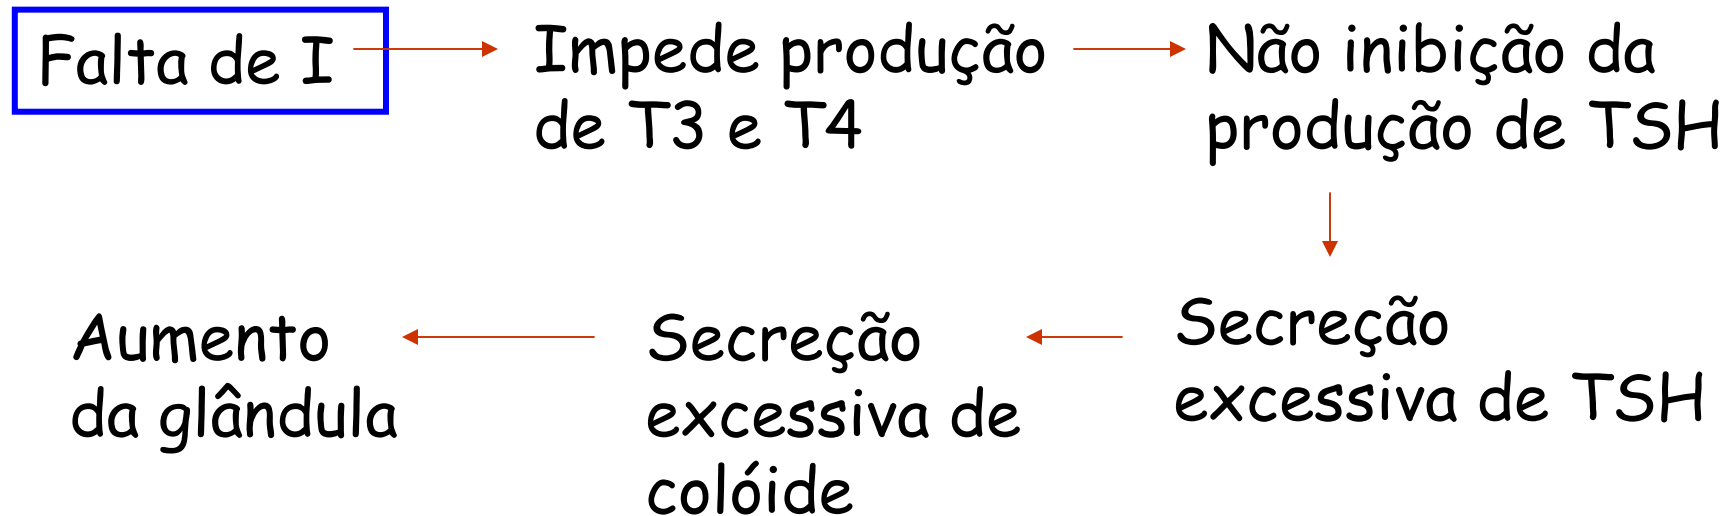 Falta de I
Impede produção
de T3 e T4
Não inibição da
produção de TSH
Secreção
excessiva de TSH
Secreção
excessiva de
colóide
Aumento
da glândula